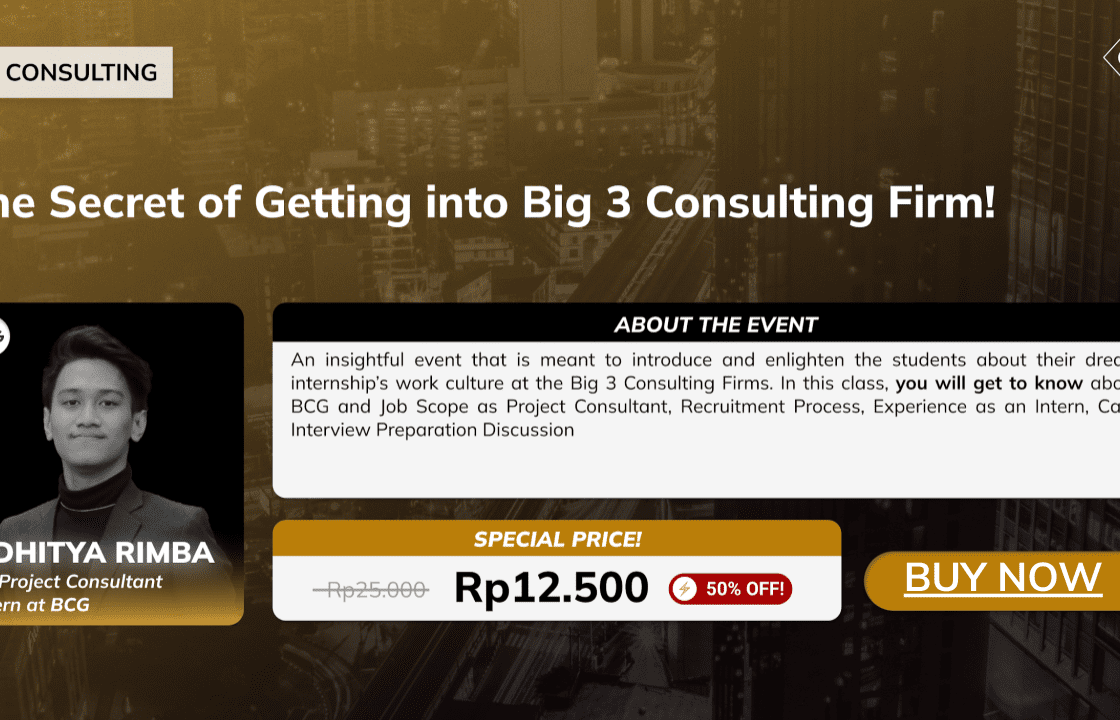 CONSULTING
he Secret of Getting into Big 3 Consulting Firm!
ABOUT THE EVENT
An insightful event that is meant to introduce and enlighten the students about their drea
internship's work culture at the Big 3 Consulting Firms. In this class, you will get to know abo
BCG and Job Scope as Project Consultant, Recruitment Process, Experience as an Intern, Ca
Interview Preparation Discussion
DHITYA RIMBA
Project Consultant
ern at BCG
SPECIAL PRICE!
Rp25.000 Rp12.500 50% OFF!
BUY NOW